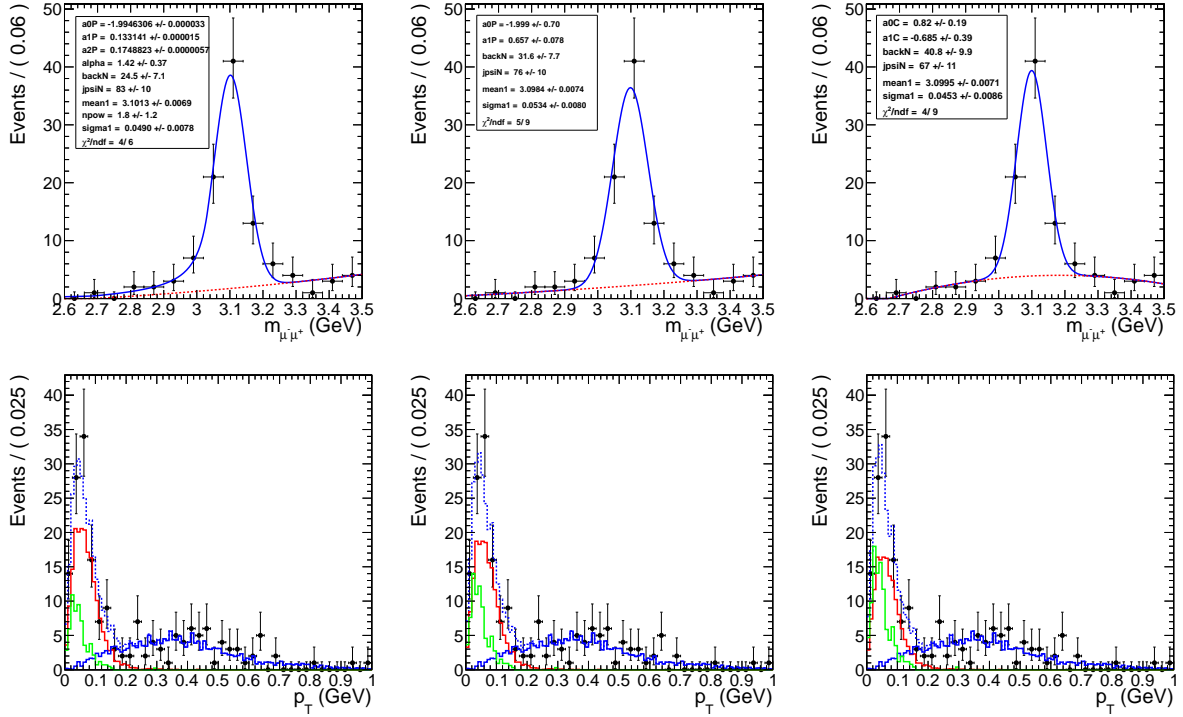 a0P = -1.9946306 +/- 0.000033
a1P = 0.133141 +/- 0.000015
a2P = 0.1748823 +/- 0.0000057
alpha = 1.42 +/- 0.37
backN = 24.5 +/- 7.1
jpsiN = 83 +/- 10
mean1 = 3.1013 +/- 0.0069
npow = 1.8 +/- 1.2
sigma1 = 0.0490 +/- 0.0078
χ²/ndf = 4/ 6
Events / ( 0.06 )
50
40
30
20
10
0
2.6 2.7 2.8 2.9 3 3.1 3.2 3.3 3.4 3.5
m_{μ⁻μ⁺} (GeV)
a0P = -1.999 +/- 0.70
a1P = 0.657 +/- 0.078
backN = 31.6 +/- 7.7
jpsiN = 76 +/- 10
mean1 = 3.0984 +/- 0.0074
sigma1 = 0.0534 +/- 0.0080
χ²/ndf = 5/ 9
Events / ( 0.06 )
50
40
30
20
10
0
2.6 2.7 2.8 2.9 3 3.1 3.2 3.3 3.4 3.5
m_{μ⁻μ⁺} (GeV)
a0C = 0.82 +/- 0.19
a1C = -0.685 +/- 0.39
backN = 40.8 +/- 9.9
jpsiN = 67 +/- 11
mean1 = 3.0995 +/- 0.0071
sigma1 = 0.0453 +/- 0.0086
χ²/ndf = 4/ 9
Events / ( 0.06 )
50
40
30
20
10
0
2.6 2.7 2.8 2.9 3 3.1 3.2 3.3 3.4 3.5
m_{μ⁻μ⁺} (GeV)
Events / ( 0.025 )
40
35
30
25
20
15
10
5
0
0 0.1 0.2 0.3 0.4 0.5 0.6 0.7 0.8 0.9 1
p_T (GeV)
Events / ( 0.025 )
40
35
30
25
20
15
10
5
0
0 0.1 0.2 0.3 0.4 0.5 0.6 0.7 0.8 0.9 1
p_T (GeV)
Events / ( 0.025 )
40
35
30
25
20
15
10
5
0
0 0.1 0.2 0.3 0.4 0.5 0.6 0.7 0.8 0.9 1
p_T (GeV)